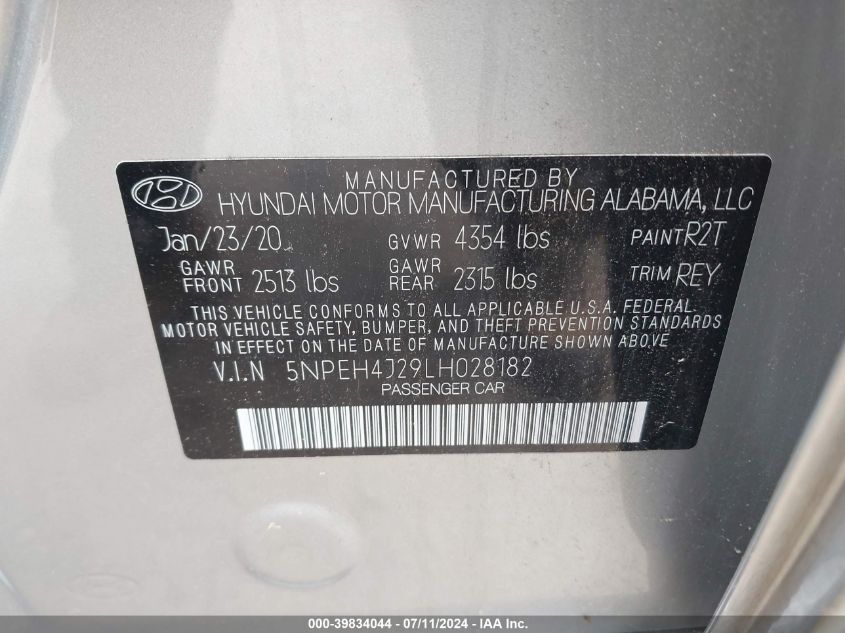 MANUFACTURED BY
HYUNDAI MOTOR MANUFACTURING ALABAMA, LLC
Jan/23/20 GVWR 4354 lbs PAINT R2T
GAWR FRONT 2513 lbs GAWR REAR 2315 lbs TRIM REY
THIS VEHICLE CONFORMS TO ALL APPLICABLE U.S.A. FEDERAL
MOTOR VEHICLE SAFETY, BUMPER, AND THEFT PREVENTION STANDARDS
IN EFFECT ON THE DATE OF MANUFACTURE SHOWN ABOVE.
V.I.N 5NPEH4J29LH028182
PASSENGER CAR
000-39834044 - 07/11/2024 - IAA Inc.